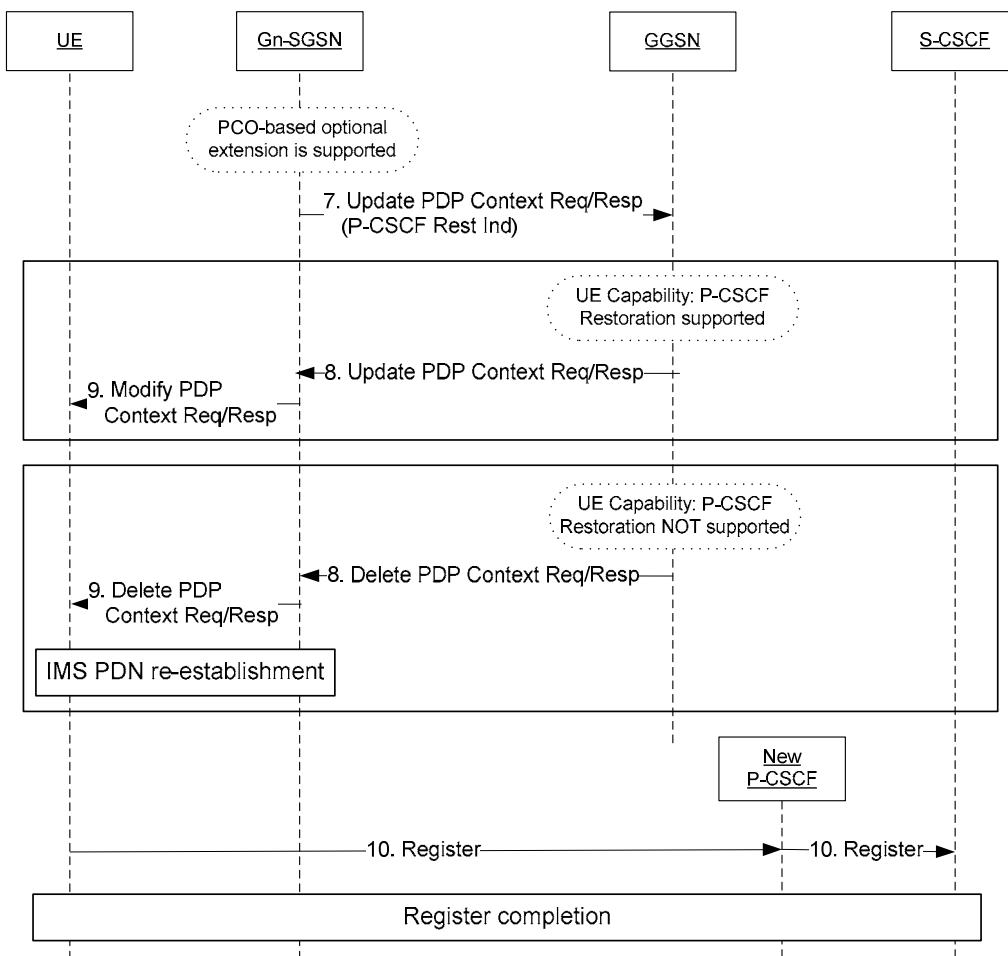 UE
Gn-SGSN
GGSN
S-CSCF
PCO-based optional
extension is supported
7. Update PDP Context Req/Resp
(P-CSCF Rest Ind)
UE Capability: P-CSCF
Restoration supported
8. Update PDP Context Req/Resp
9. Modify PDP
Context Req/Resp
UE Capability: P-CSCF
Restoration NOT supported
8. Delete PDP Context Req/Resp
9. Delete PDP
Context Req/Resp
IMS PDN re-establishment
New
P-CSCF
10. Register
10. Register
Register completion